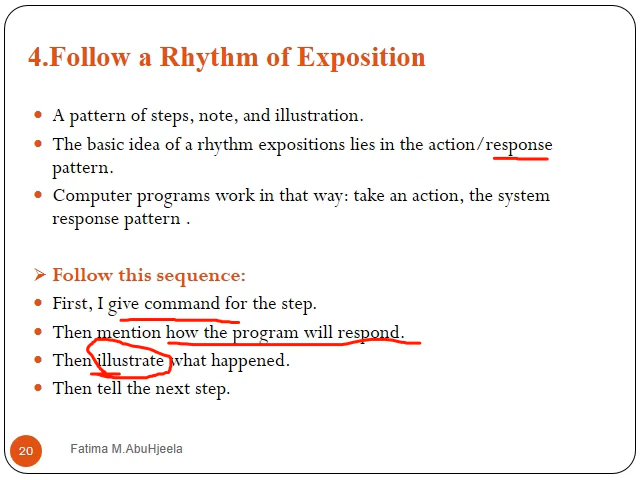 4.Follow a Rhythm of Exposition
• A pattern of steps, note, and illustration.
• The basic idea of a rhythm expositions lies in the action/response
pattern.
• Computer programs work in that way: take an action, the system
response pattern .
➢ Follow this sequence:
• First, I give command for the step.
• Then mention how the program will respond.
• Then illustrate what happened.
• Then tell the next step.
20
Fatima M.AbuHjeela